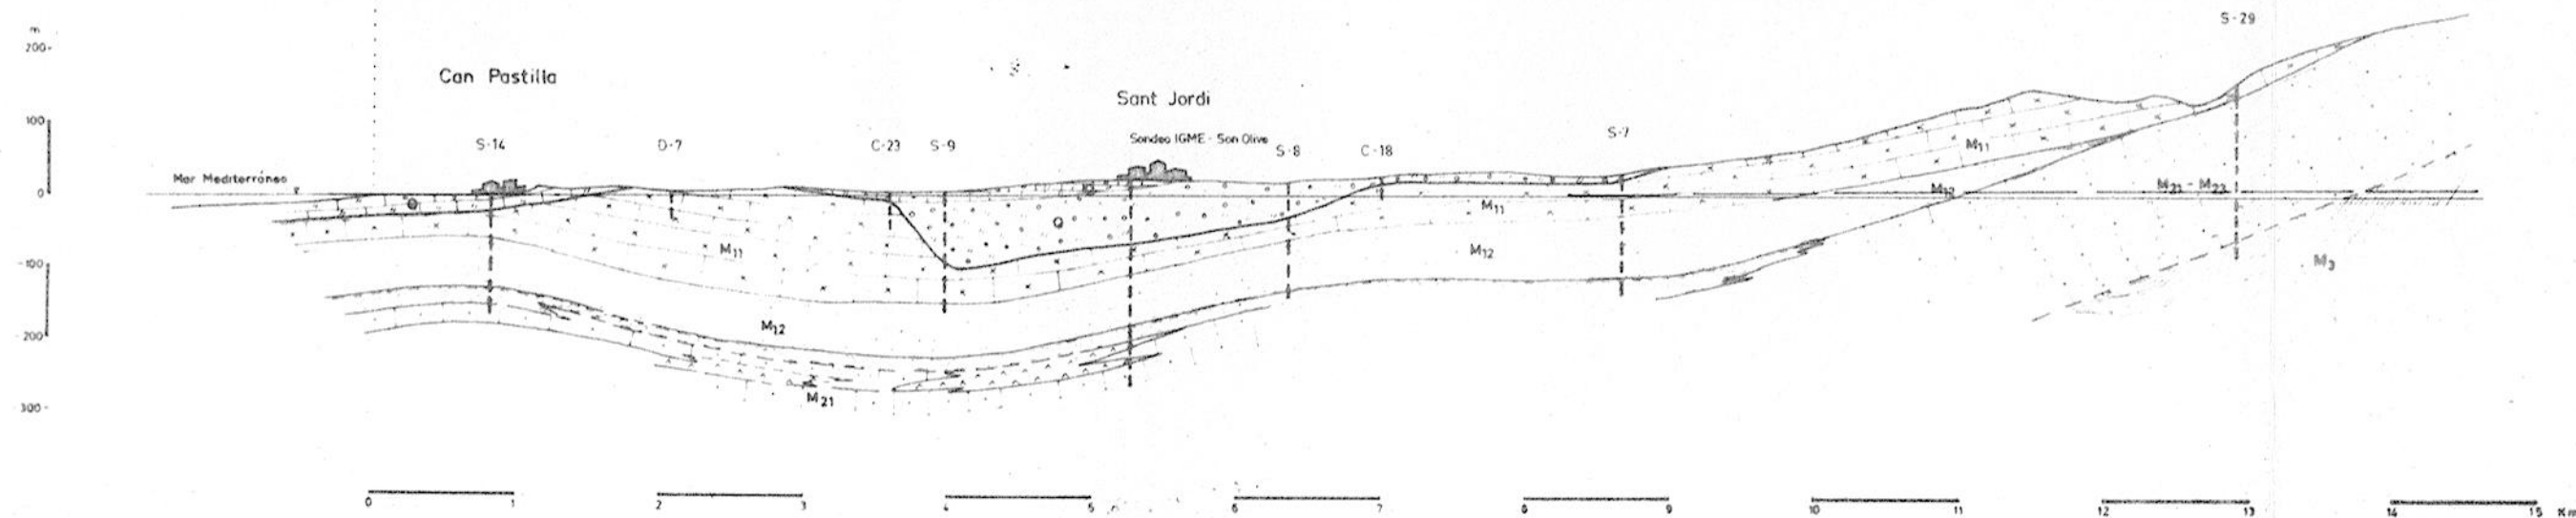 S-29
m
200-
Can Pastilla
Sant Jordi
100
S-14
D-7
C-23
S-9
Sondeo IGME - Son Olive
S-8
C-18
S-7
Mar Mediterráneo
0
Q
Q
M11
M11
M11
M12
M12
M12
M21 - M22
M3
-100
-200
M21
300-
0 1 2 3 4 5 6 7 8 9 10 11 12 13 14 15 Km